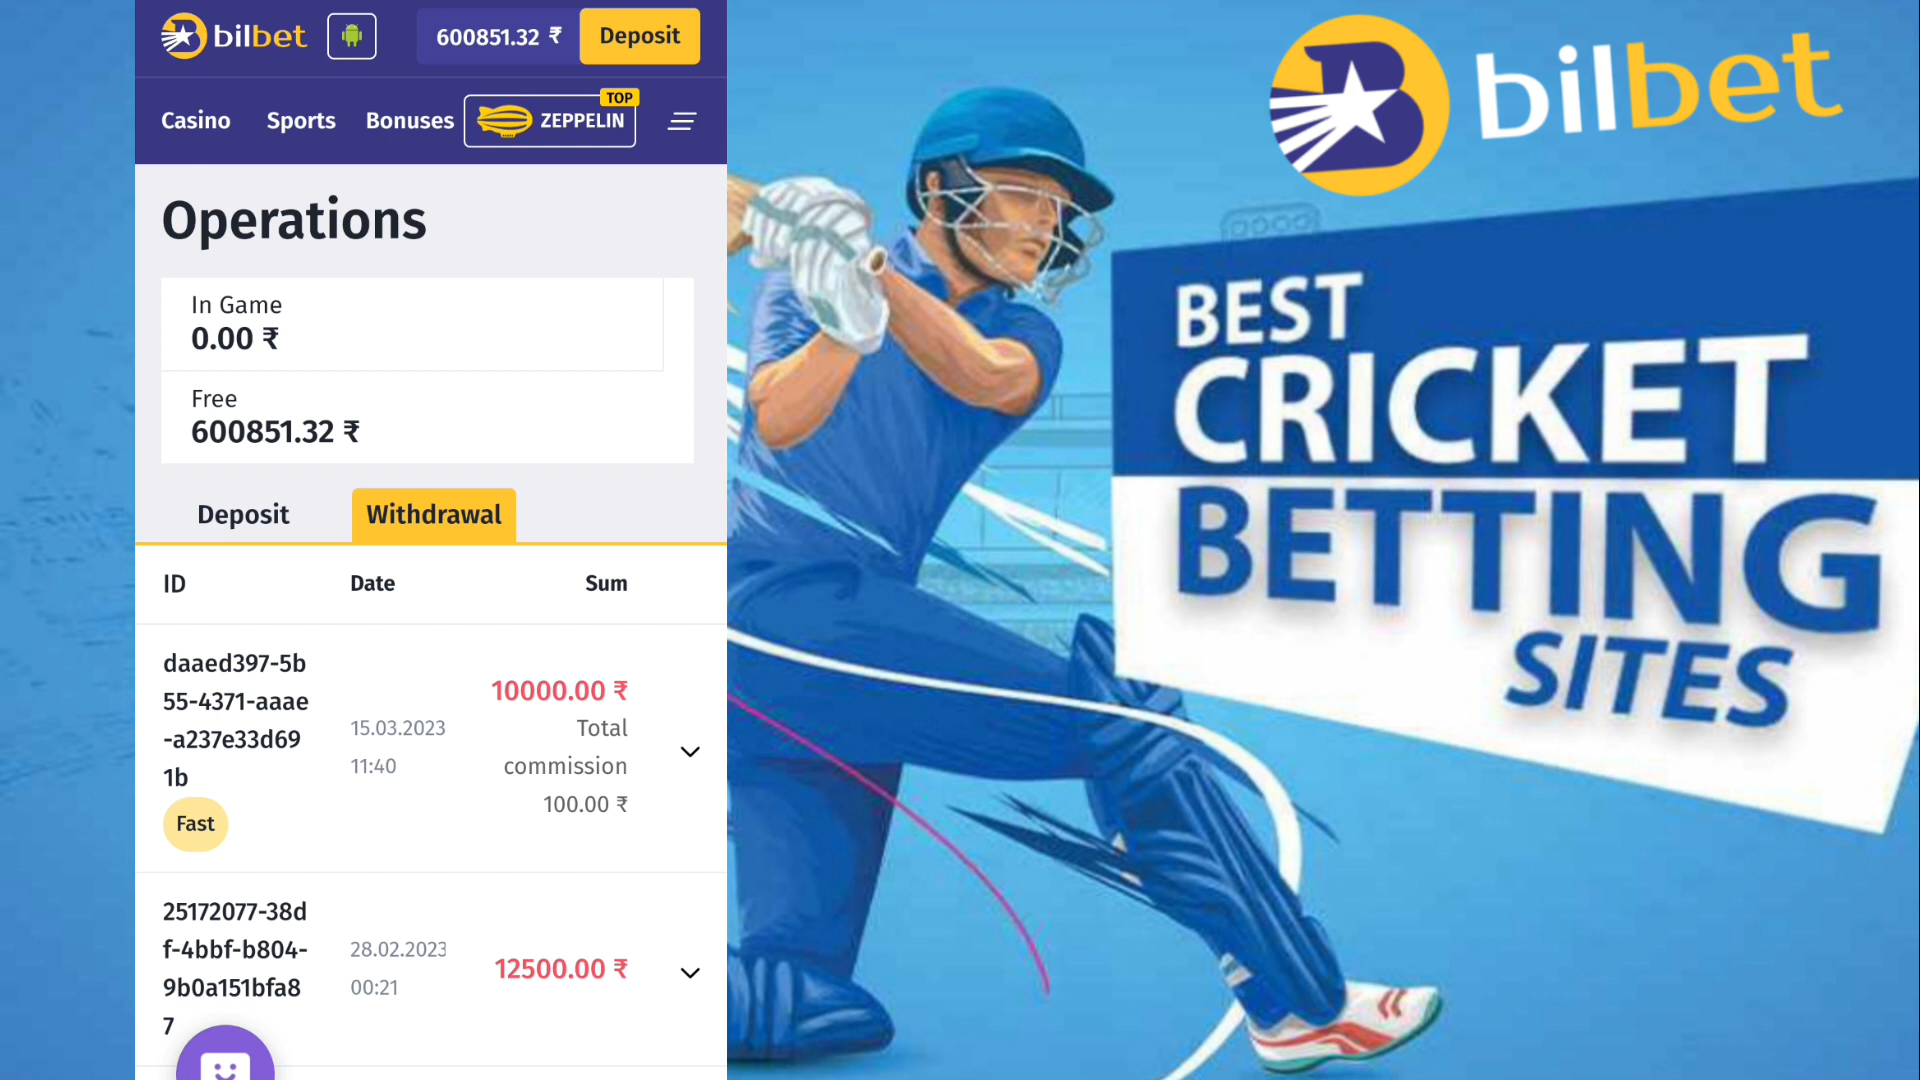 bilbet
600851.32 ₹
Deposit
Casino
Sports
Bonuses
TOP
ZEPPELIN
Operations
In Game
0.00 ₹
Free
600851.32 ₹
Deposit
Withdrawal
ID
Date
Sum
daaed397-5b
55-4371-aaae
-a237e33d69
1b
Fast
15.03.2023
11:40
10000.00 ₹
Total
commission
100.00 ₹
25172077-38d
f-4bbf-b804-
9b0a151bfa8
7
28.02.2023
00:21
12500.00 ₹
bilbet
BEST
CRICKET
BETTING
SITES